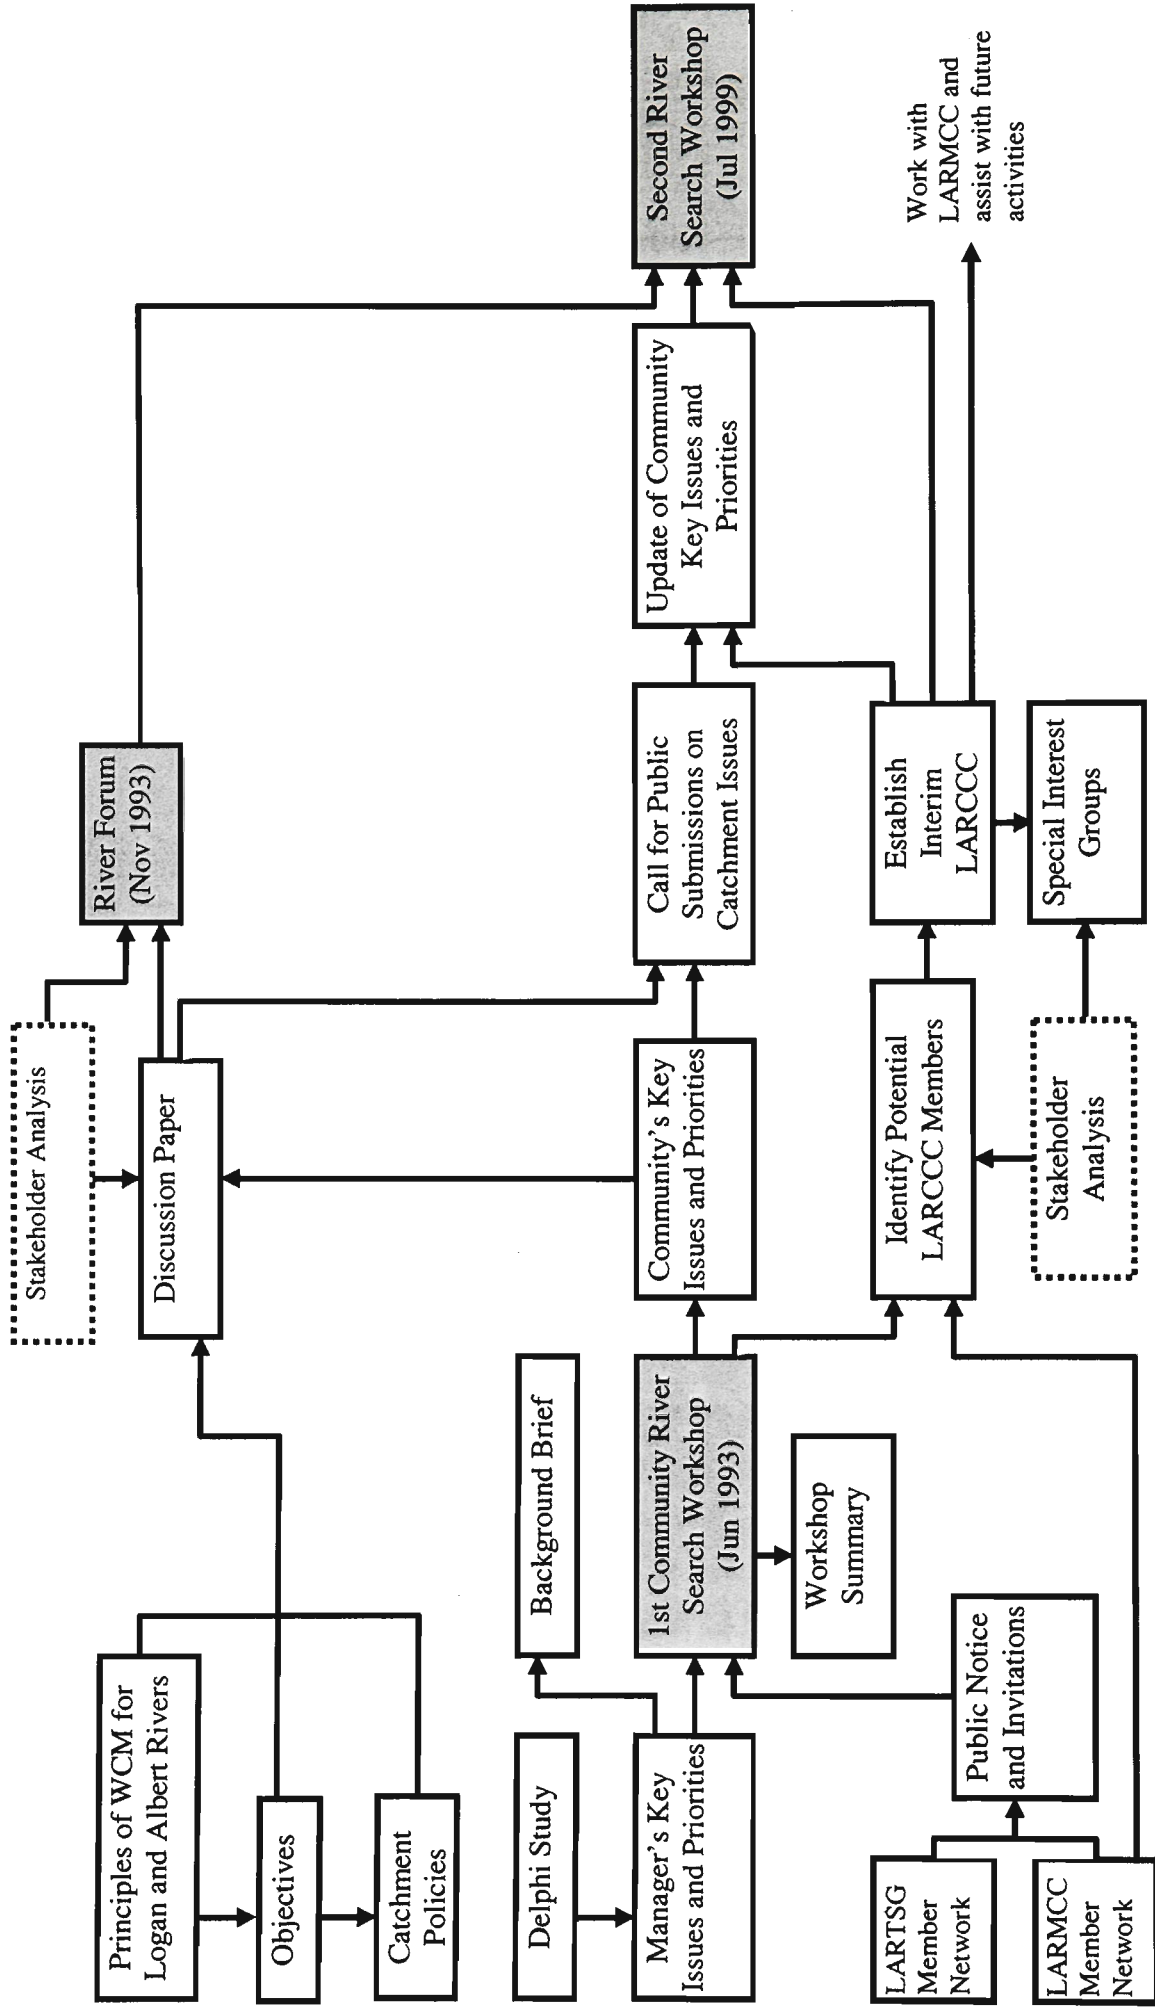 Stakeholder Analysis
Principles of WCM for
Logan and Albert Rivers
Discussion Paper
River Forum
(Nov 1993)
Objectives
Catchment
Policies
Delphi Study
Background Brief
Manager's Key
Issues and Priorities
1st Community River
Search Workshop
(Jun 1993)
Community's Key
Issues and Priorities
Call for Public
Submissions on
Catchment Issues
Update of Community
Key Issues and
Priorities
Second River
Search Workshop
(Jul 1999)
Workshop
Summary
LARTSG
Member
Network
Public Notice
and Invitations
Identify Potential
LARCCC Members
Establish
Interim
LARCCC
Work with
LARMCC and
assist with future
activities
LARMCC
Member
Network
Stakeholder
Analysis
Special Interest
Groups